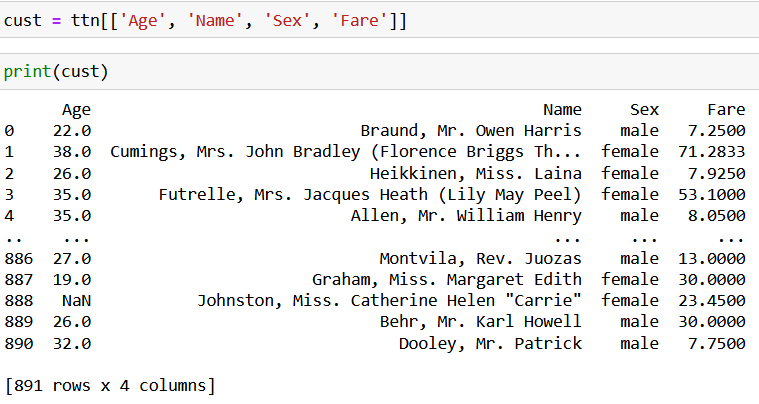 cust = ttn[['Age', 'Name', 'Sex', 'Fare']]
print(cust)
Age Name Sex Fare
0 22.0 Braund, Mr. Owen Harris male 7.2500
1 38.0 Cumings, Mrs. John Bradley (Florence Briggs Th... female 71.2833
2 26.0 Heikkinen, Miss. Laina female 7.9250
3 35.0 Futrelle, Mrs. Jacques Heath (Lily May Peel) female 53.1000
4 35.0 Allen, Mr. William Henry male 8.0500
.. ... ... ... ...
886 27.0 Montvila, Rev. Juozas male 13.0000
887 19.0 Graham, Miss. Margaret Edith female 30.0000
888 NaN Johnston, Miss. Catherine Helen "Carrie" female 23.4500
889 26.0 Behr, Mr. Karl Howell male 30.0000
890 32.0 Dooley, Mr. Patrick male 7.7500
[891 rows x 4 columns]